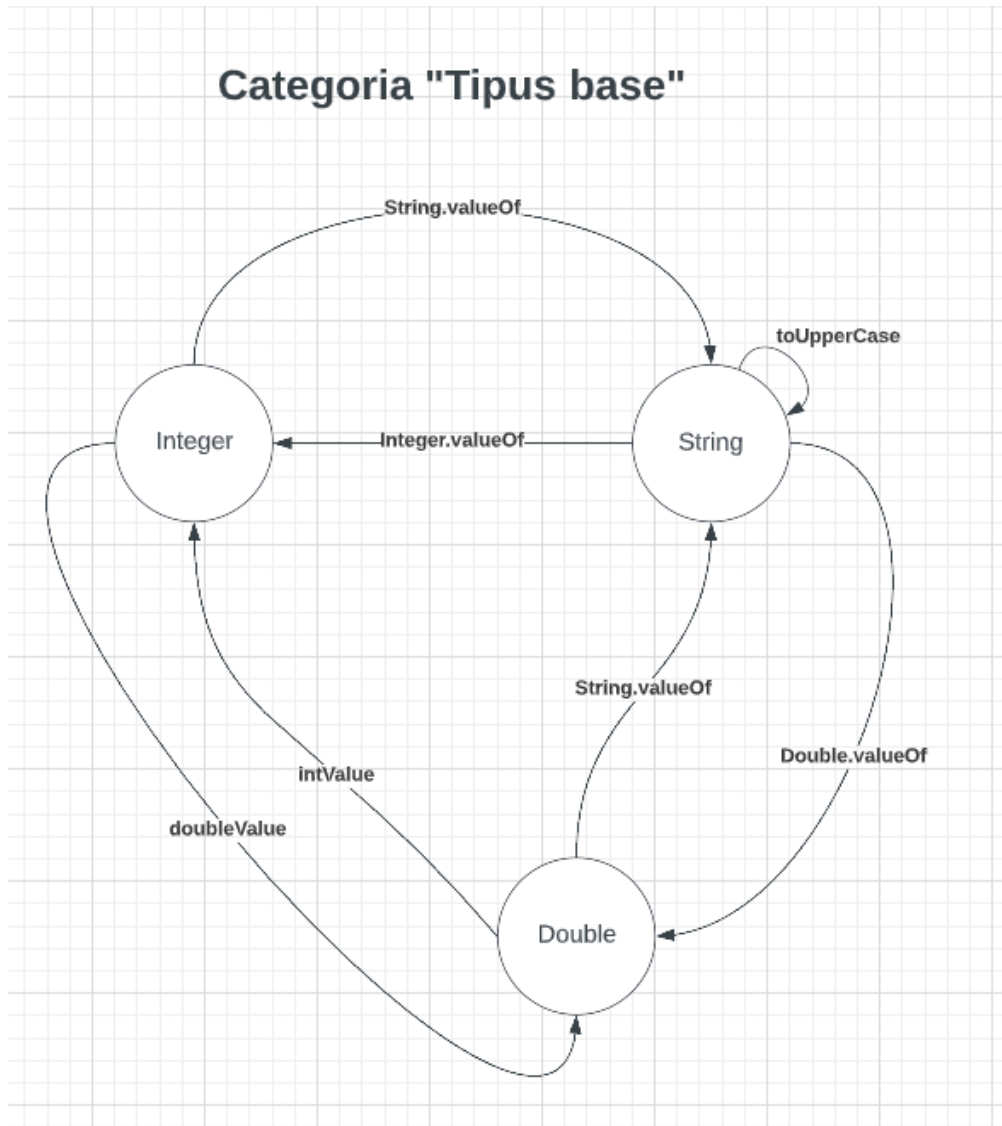 Categoria "Tipus base"
String.valueOf
toUpperCase
Integer
Integer.valueOf
String
String.valueOf
Double.valueOf
intValue
doubleValue
Double